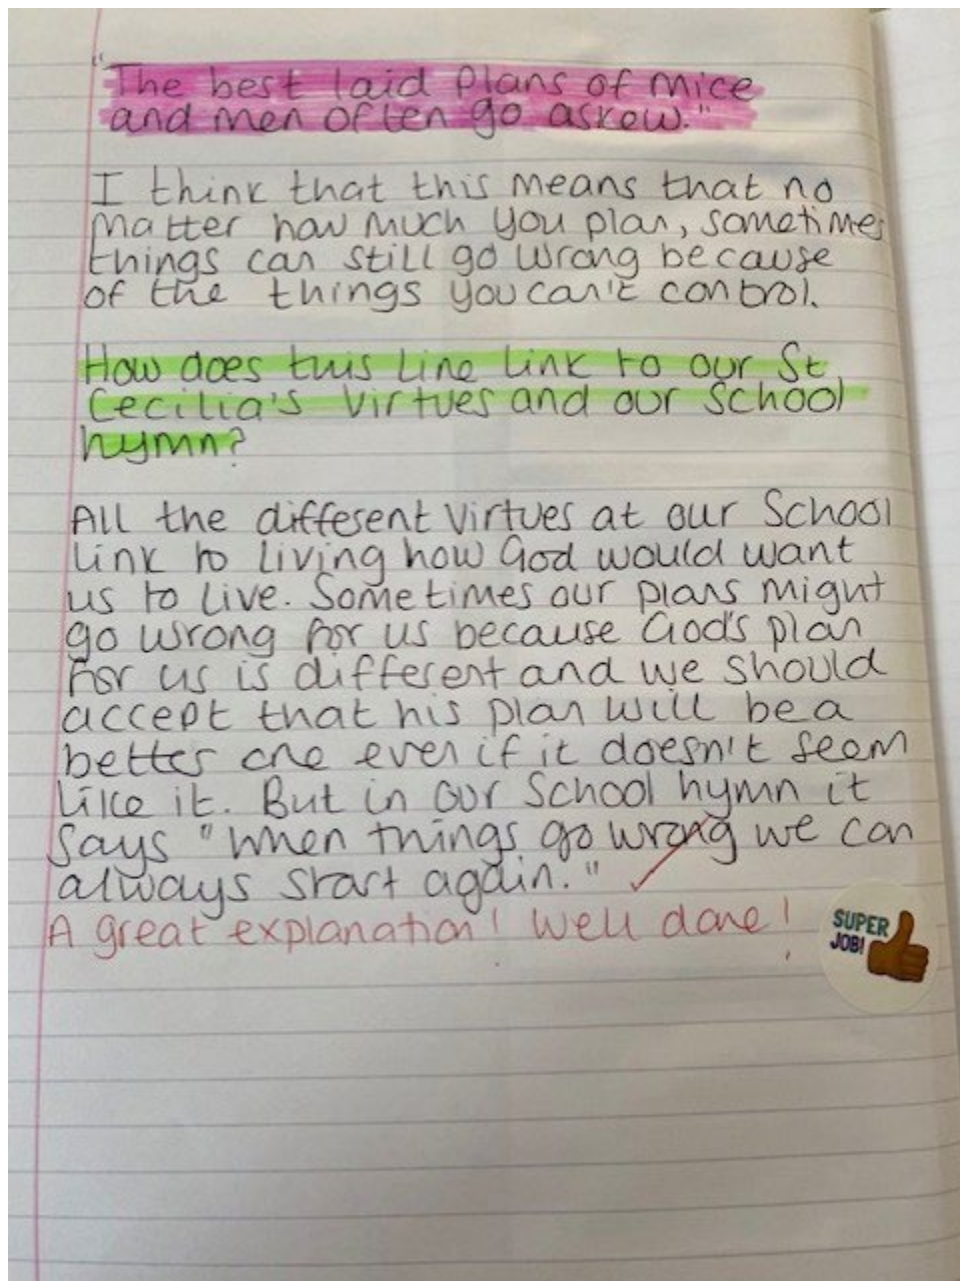 "The best laid plans of mice
and men often go askew."
I think that this means that no
matter how much you plan, sometimes
things can still go wrong because
of the things you can't control.
How does this line link to our St
Cecilia's virtues and our school
hymn?
All the different virtues at our School
link to living how God would want
us to live. Sometimes our plans might
go wrong for us because God's plan
for us is different and we should
accept that his plan will be a
better one even if it doesn't seem
like it. But in our School hymn it
says "when things go wrong we can
always start again."
A great explanation! Well done!
SUPER
JOB!